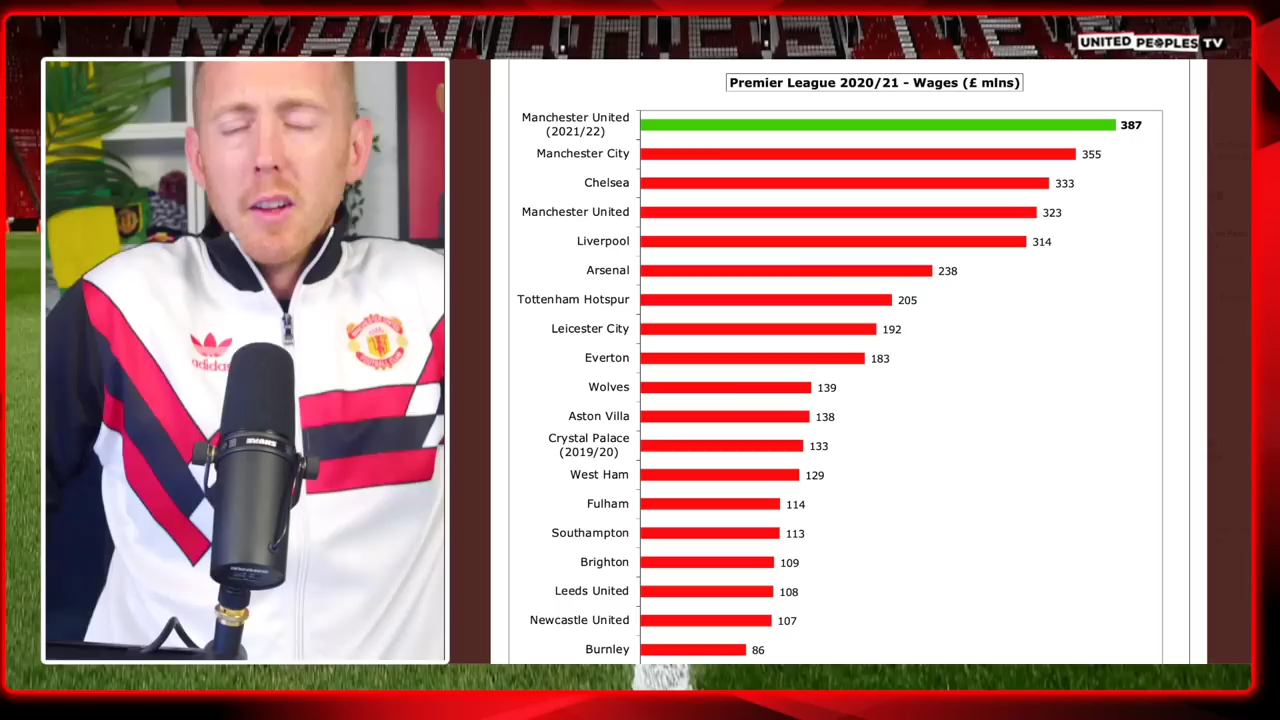 MANCHESTER
UNITED PEOPLES TV
Premier League 2020/21 - Wages (£ mlns)
Manchester United
(2021/22)
387
Manchester City
355
Chelsea
333
Manchester United
323
Liverpool
314
Arsenal
238
Tottenham Hotspur
205
Leicester City
192
Everton
183
Wolves
139
Aston Villa
138
Crystal Palace
(2019/20)
133
West Ham
129
Fulham
114
Southampton
113
Brighton
109
Leeds United
108
Newcastle United
107
Burnley
86
adidas